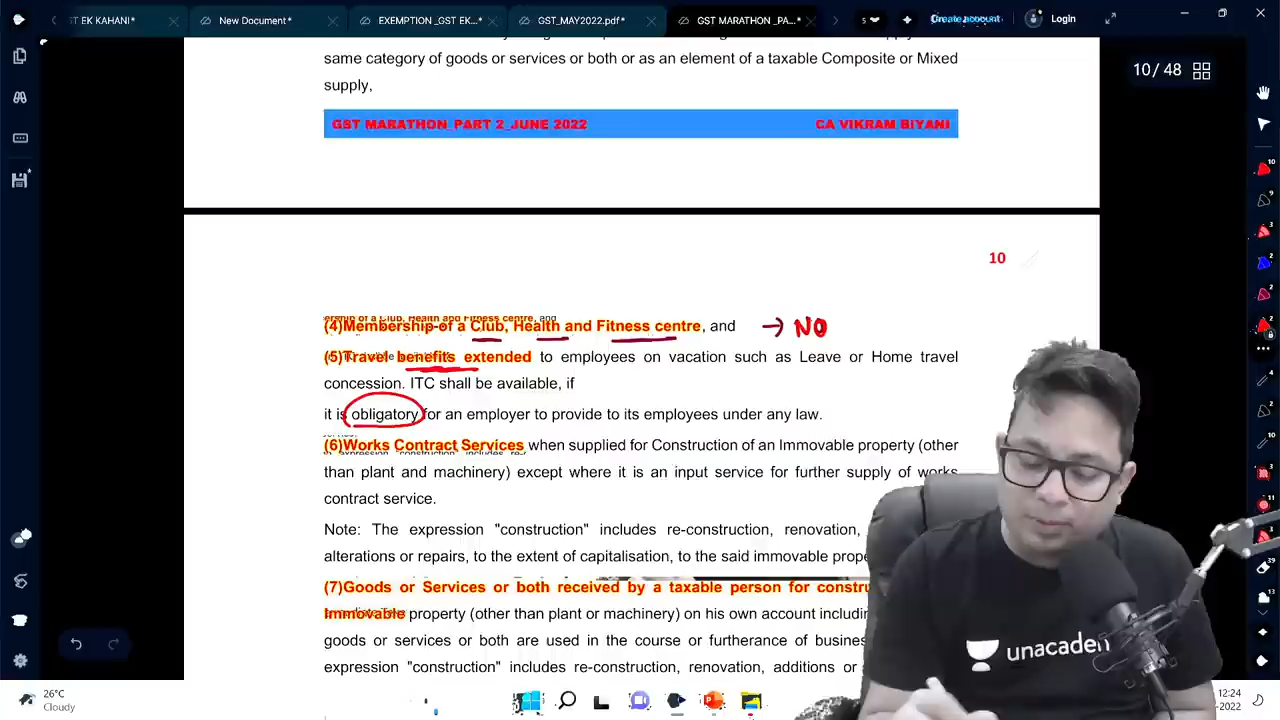 EK KAHANI*
New Document*
EXEMPTION _GST EK...*
GST_MAY2022.pdf*
GST MARATHON _PA...*
5
Create account
Login
10/48
same category of goods or services or both or as an element of a taxable Composite or Mixed
supply,
GST MARATHON_PART 2_JUNE 2022 CA VIKRAM BIYANI
10
(4)Membership of a Club, Health and Fitness centre, and → NO
(5)Travel benefits extended to employees on vacation such as Leave or Home travel
concession. ITC shall be available, if
it is obligatory for an employer to provide to its employees under any law.
(6)Works Contract Services when supplied for Construction of an Immovable property (other
than plant and machinery) except where it is an input service for further supply of works
contract service.
Note: The expression "construction" includes re-construction, renovation,
alterations or repairs, to the extent of capitalisation, to the said immovable
(7)Goods or Services or both received by a taxable person for
Immovable property (other than plant or machinery) on his own account
goods or services or both are used in the course or furtherance of
expression "construction" includes re-construction, renovation, additions or
unacademy
26°C
Cloudy
12:24
-2022